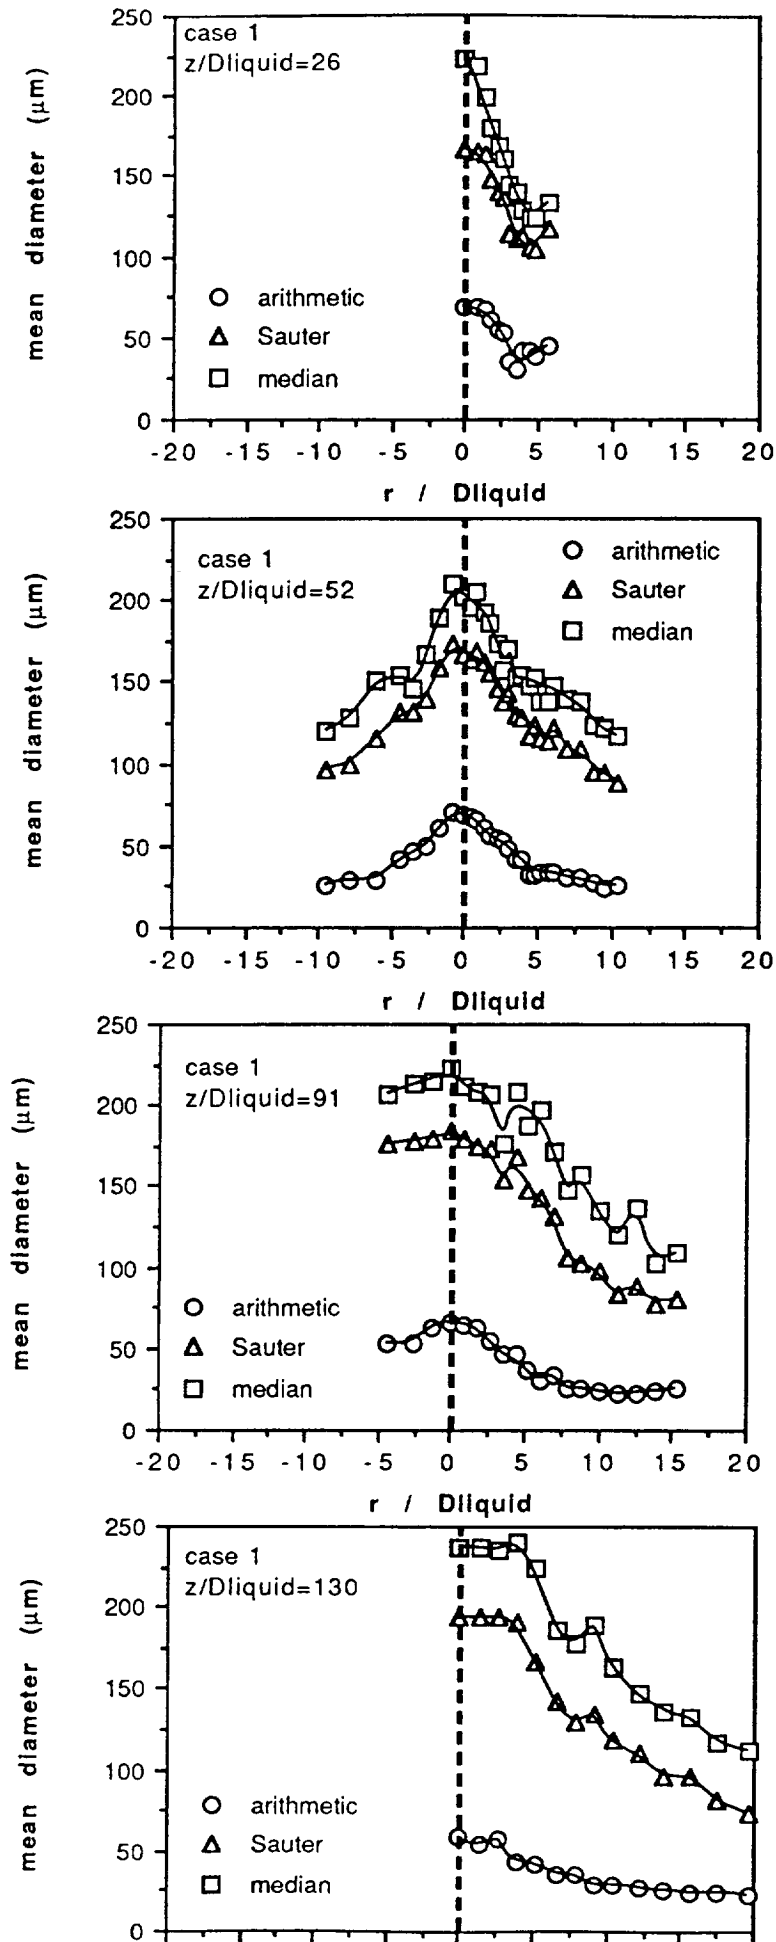 250
200
150
100
50
0
mean diameter (µm)
case 1
z/Dliquid=26
arithmetic
Sauter
median
-20 -15 -10 -5 0 5 10 15 20
r / Dliquid
250
200
150
100
50
0
mean diameter (µm)
case 1
z/Dliquid=52
arithmetic
Sauter
median
-20 -15 -10 -5 0 5 10 15 20
r / Dliquid
250
200
150
100
50
0
mean diameter (µm)
case 1
z/Dliquid=91
arithmetic
Sauter
median
-20 -15 -10 -5 0 5 10 15 20
r / Dliquid
250
200
150
100
50
0
mean diameter (µm)
case 1
z/Dliquid=130
arithmetic
Sauter
median